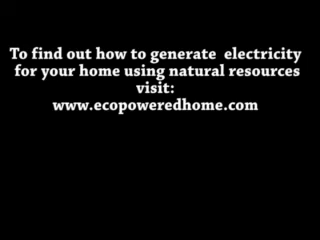 To find out how to generate electricity
for your home using natural resources
visit:
www.ecopoweredhome.com